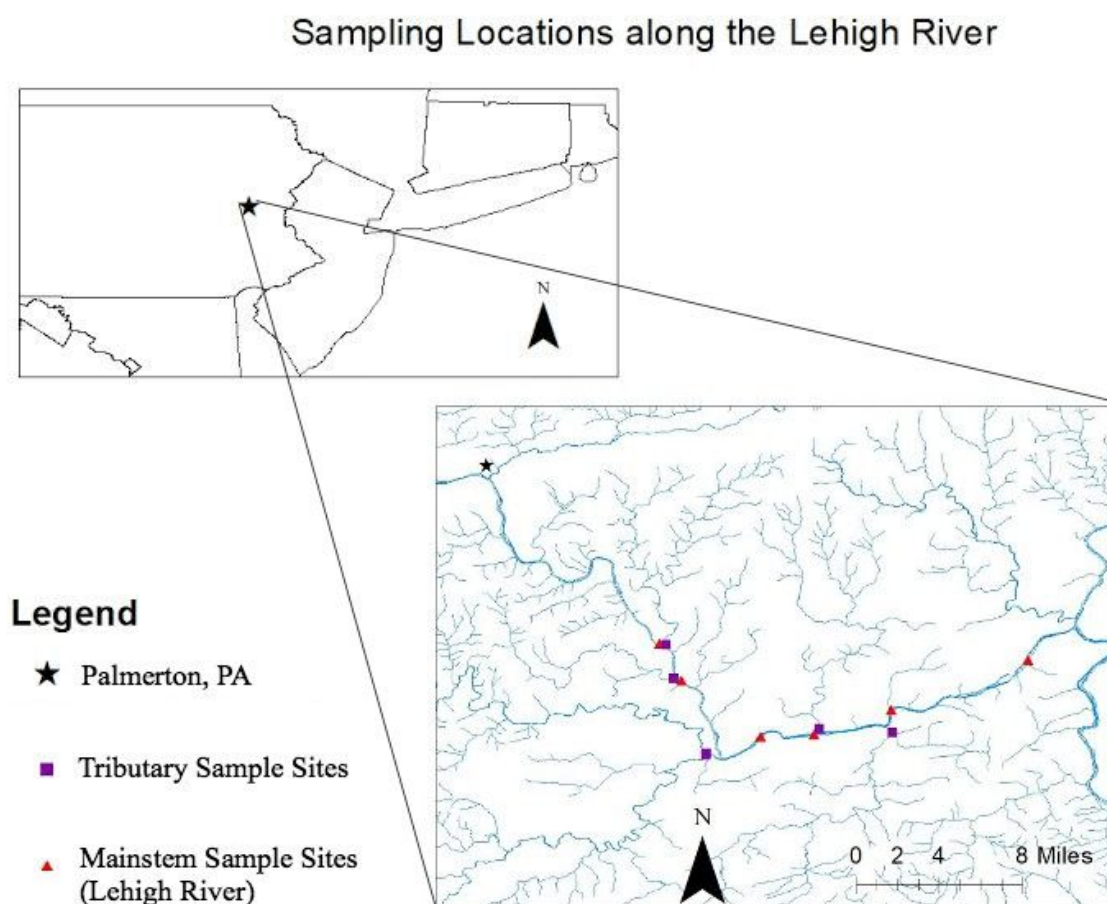 Sampling Locations along the Lehigh River
N
Legend
Palmerton, PA
Tributary Sample Sites
Mainstem Sample Sites
(Lehigh River)
N
0 2 4 8 Miles